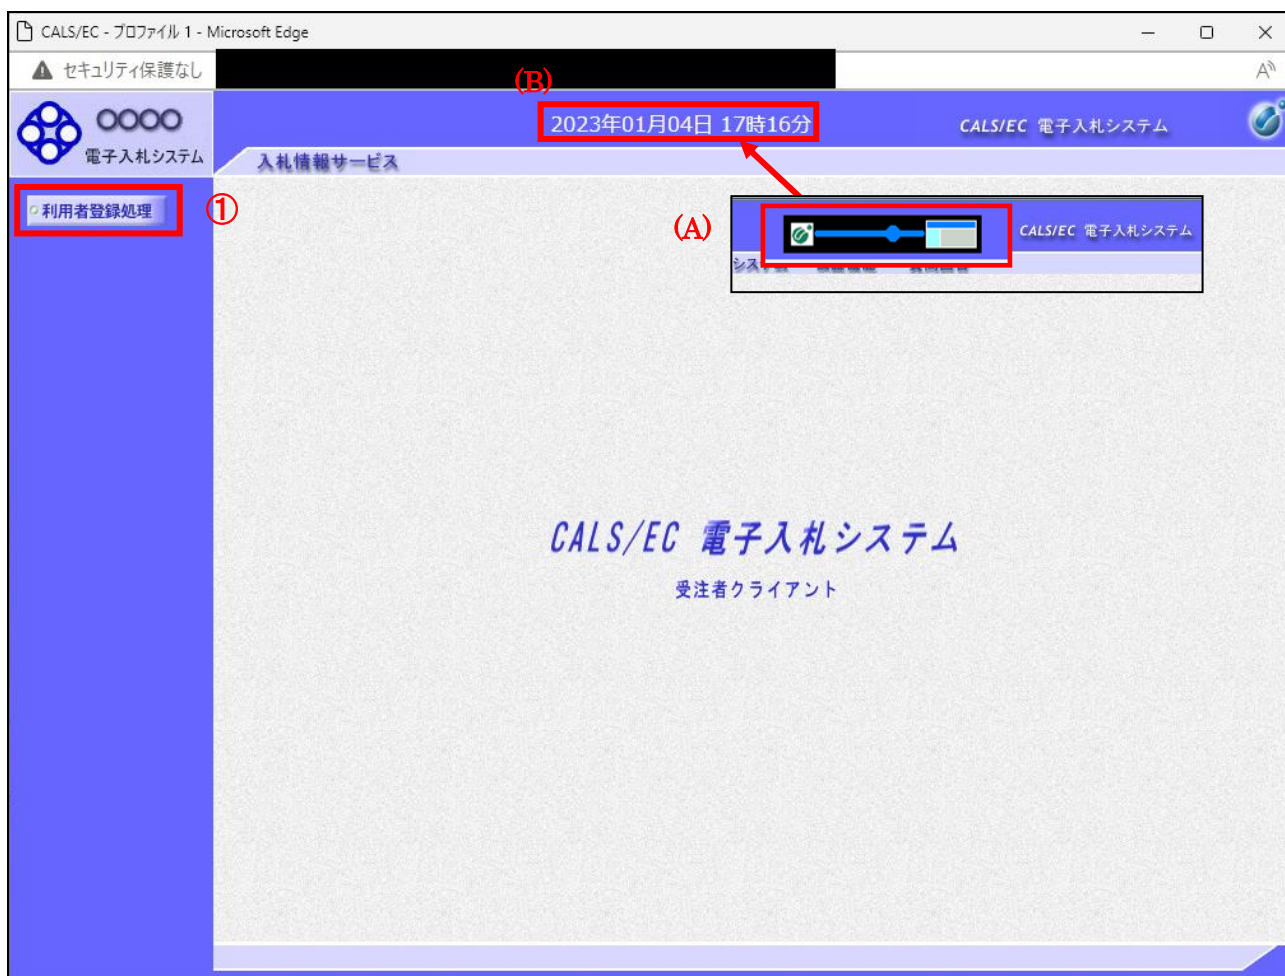 CALS/EC - プロファイル 1 - Microsoft Edge
セキュリティ保護なし
(B)
〇〇〇〇
電子入札システム
2023年01月04日 17時16分
CALS/EC 電子入札システム
入札情報サービス
利用者登録処理
①
(A)
CALS/EC 電子入札システム
CALS/EC 電子入札システム
受注者クライアント